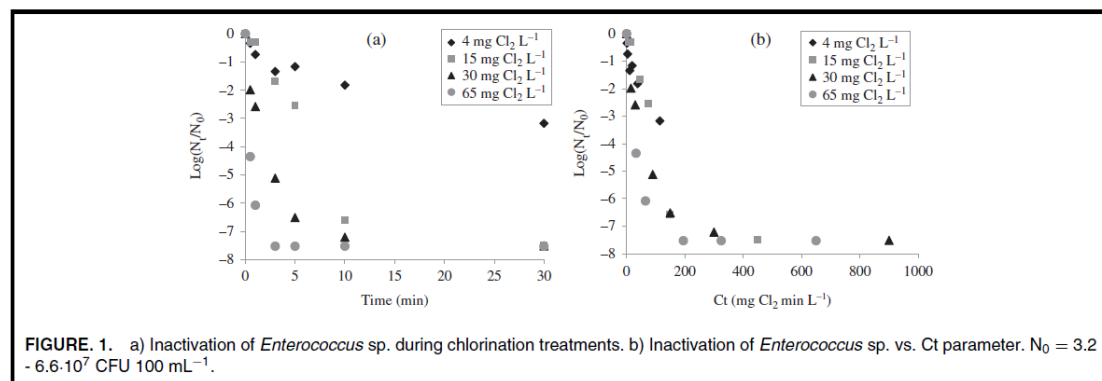 (a)
4 mg Cl₂ L⁻¹
15 mg Cl₂ L⁻¹
30 mg Cl₂ L⁻¹
65 mg Cl₂ L⁻¹
0
−1
−2
−3
−4
−5
−6
−7
−8
Log(Nₜ/N₀)
0 5 10 15 20 25 30
Time (min)
(b)
4 mg Cl₂ L⁻¹
15 mg Cl₂ L⁻¹
30 mg Cl₂ L⁻¹
65 mg Cl₂ L⁻¹
0
−1
−2
−3
−4
−5
−6
−7
−8
Log(Nₜ/N₀)
0 200 400 600 800 1000
Ct (mg Cl₂ min L⁻¹)
FIGURE. 1. a) Inactivation of Enterococcus sp. during chlorination treatments. b) Inactivation of Enterococcus sp. vs. Ct parameter. N₀ = 3.2
- 6.6·10⁷ CFU 100 mL⁻¹.